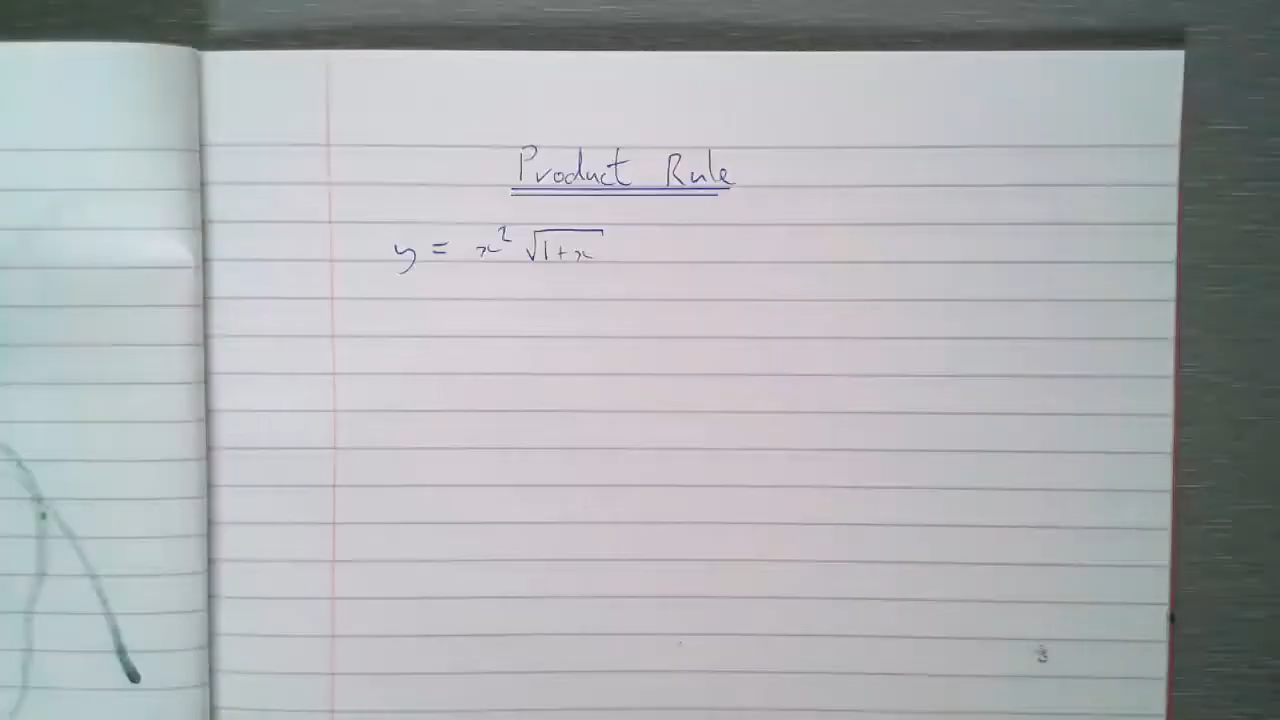 Product Rule
y = x² √(1+x)